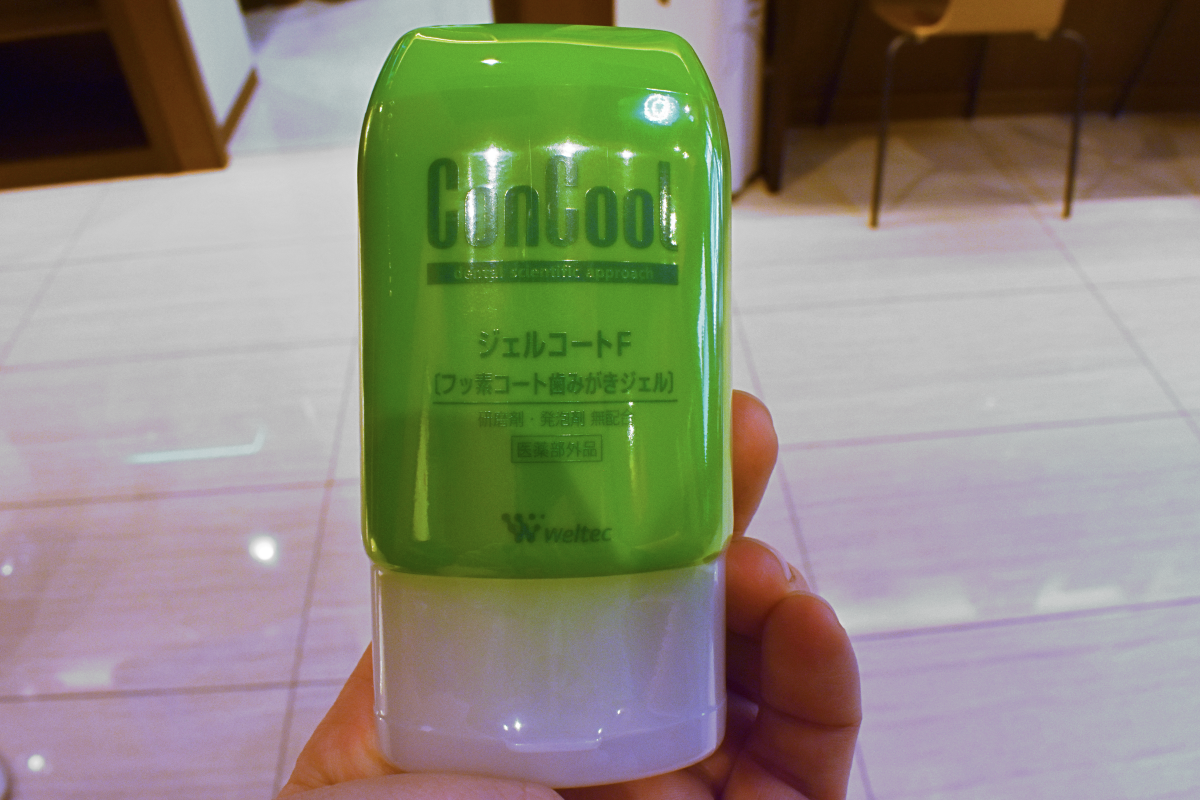 ConCool
dental scientific approach
ジェルコートF
[フッ素コート歯みがきジェル]
研磨剤・発泡剤 無配合
医薬部外品
weltec